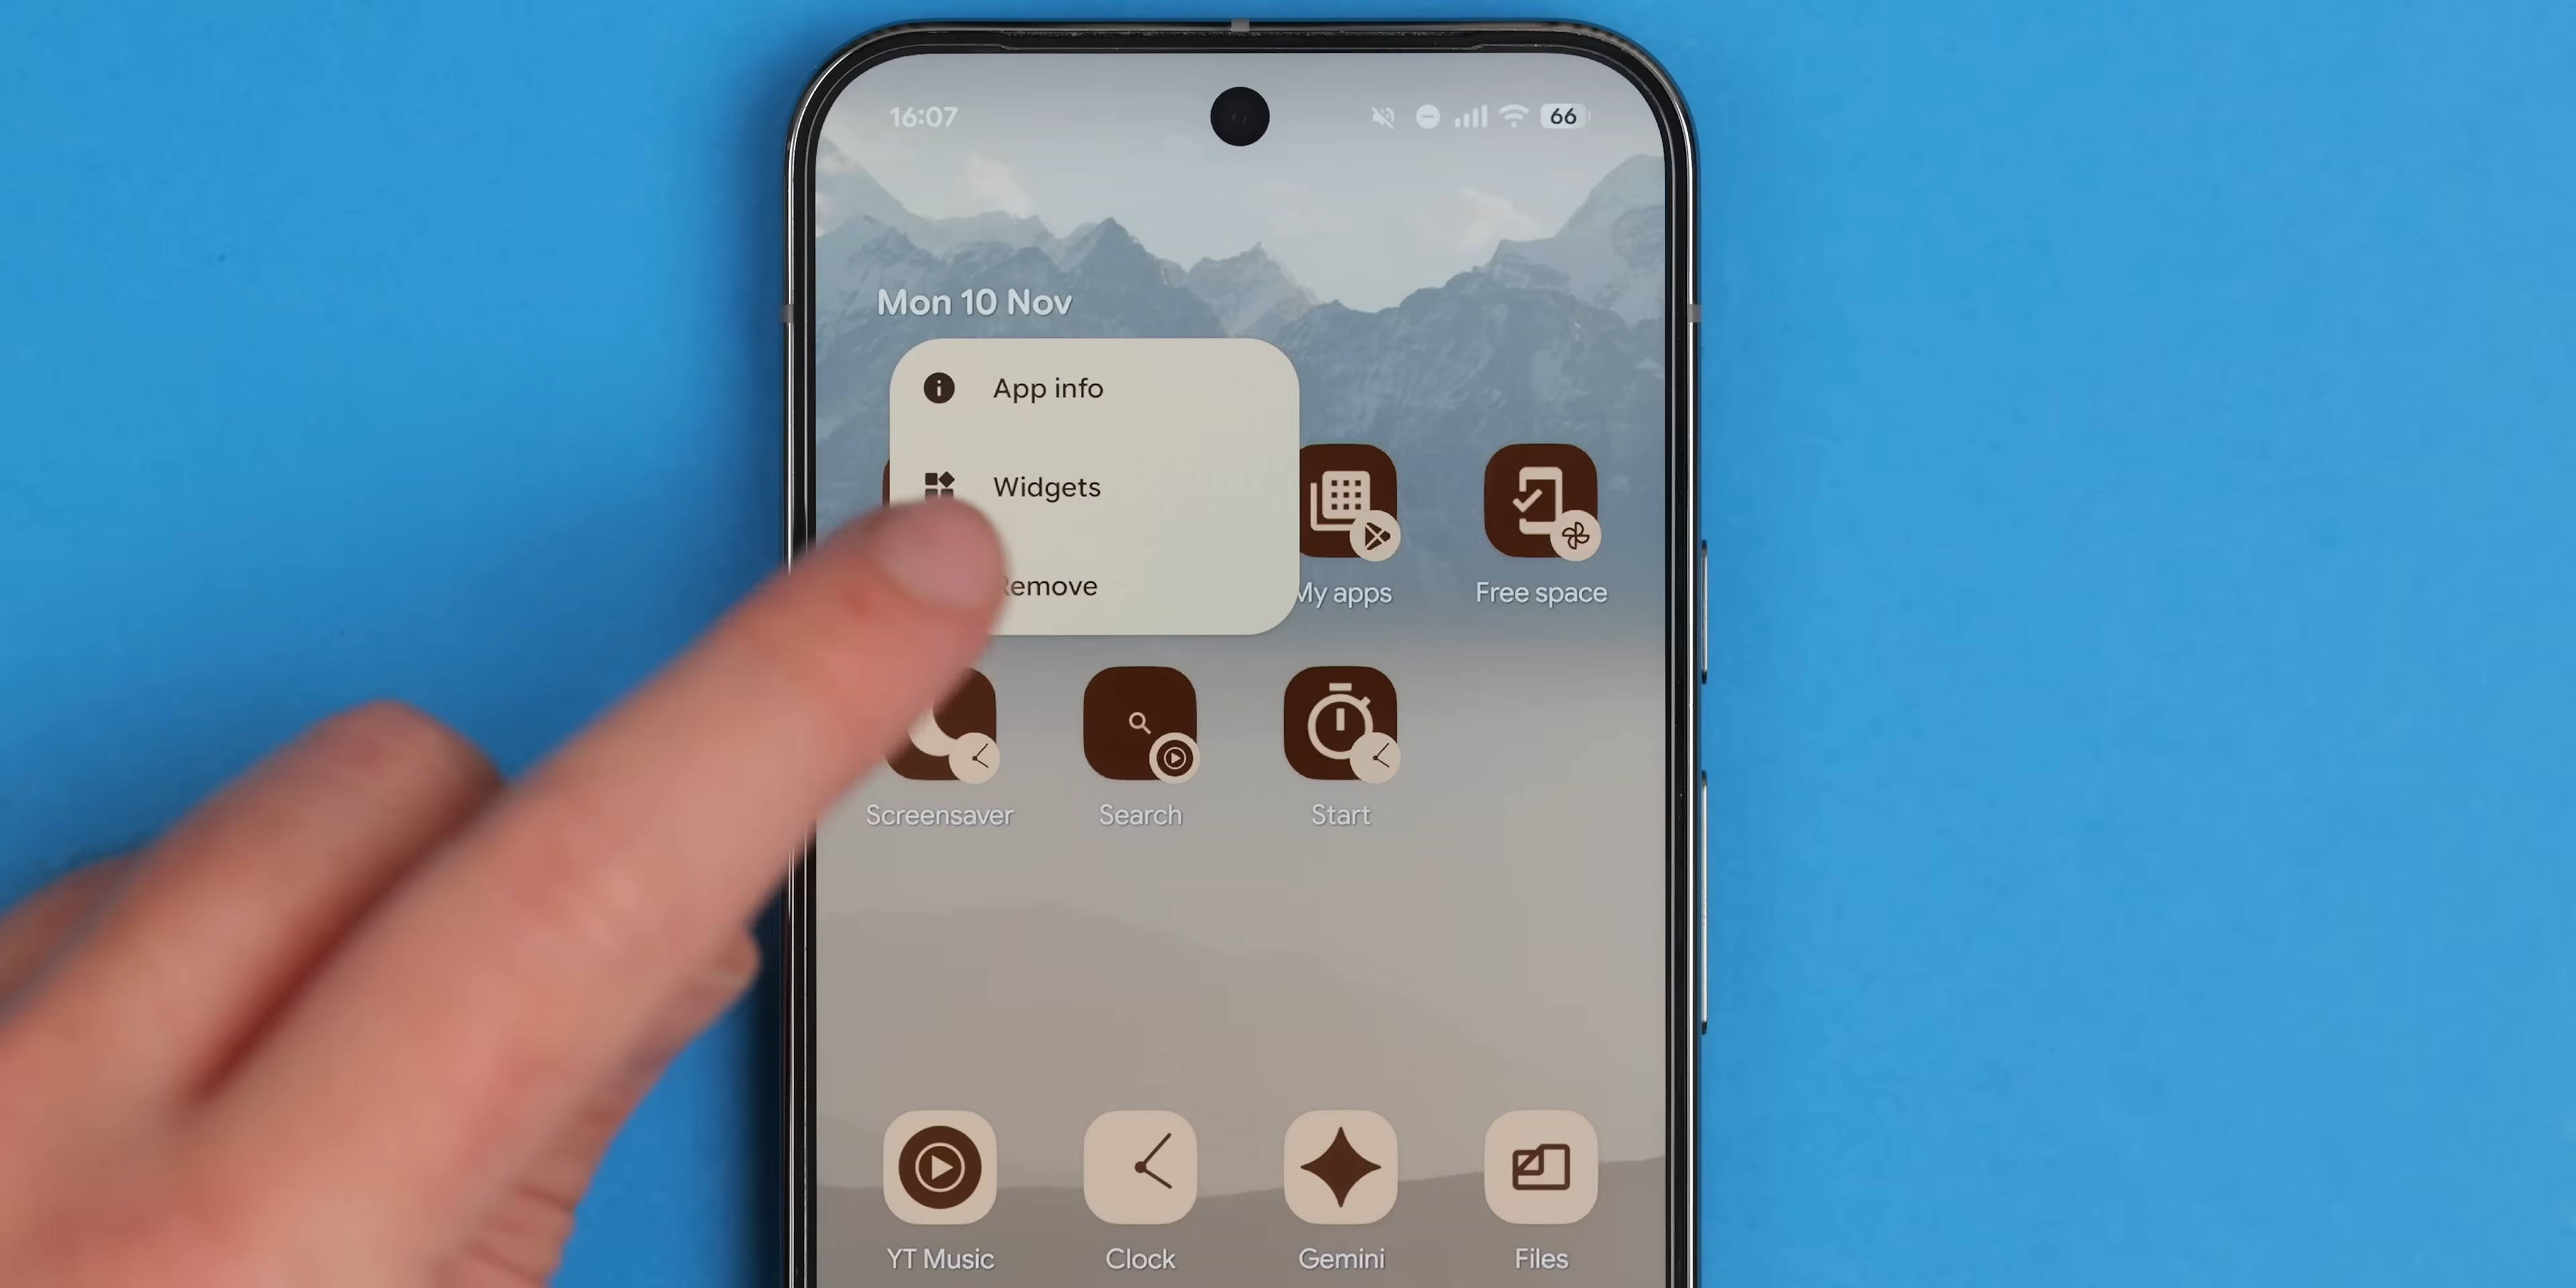 16:07
66
Mon 10 Nov
App info
Widgets
Remove
My apps
Free space
Screensaver
Search
Start
YT Music
Clock
Gemini
Files